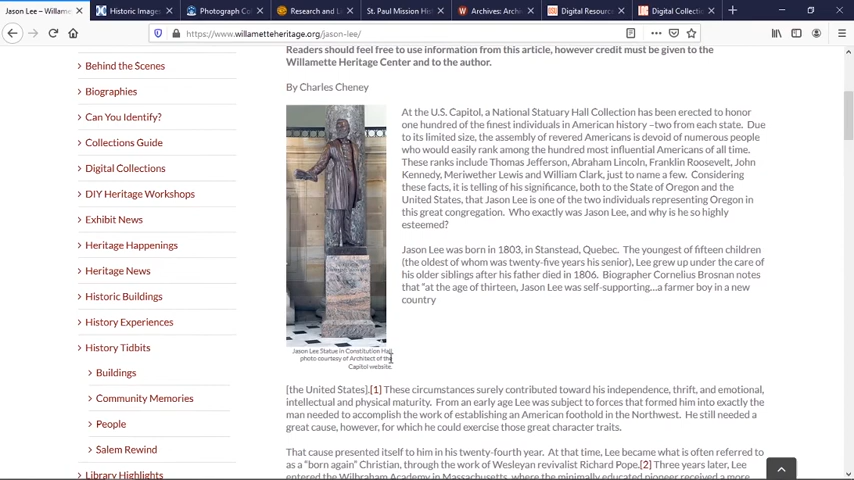 Jason Lee – Willame
Historic Images
Photograph Col
Research and Li
St. Paul Mission His
Archives: Arch
Digital Resour
Digital Collecti
https://www.willametteheritage.org/jason-lee/
Behind the Scenes
Biographies
Can You Identify?
Collections Guide
Digital Collections
DIY Heritage Workshops
Exhibit News
Heritage Happenings
Heritage News
Historic Buildings
History Experiences
History Tidbits
Buildings
Community Memories
People
Salem Rewind
Library Highlights
Readers should feel free to use information from this article, however credit must be given to the
Willamette Heritage Center and to the author.
By Charles Cheney
At the U.S. Capitol, a National Statuary Hall Collection has been erected to honor
one hundred of the finest individuals in American history –two from each state.  Due
to its limited size, the assembly of revered Americans is devoid of numerous people
who would easily rank among the hundred most influential Americans of all time.
These ranks include Thomas Jefferson, Abraham Lincoln, Franklin Roosevelt, John
Kennedy, Meriwether Lewis and William Clark, just to name a few.  Considering
these facts, it is telling of his significance, both to the State of Oregon and the
United States, that Jason Lee is one of the two individuals representing Oregon in
this great congregation.  Who exactly was Jason Lee, and why is he so highly
esteemed?
Jason Lee was born in 1803, in Stanstead, Quebec.  The youngest of fifteen children
(the oldest of whom was twenty-five years his senior), Lee grew up under the care of
his older siblings after his father died in 1806.  Biographer Cornelius Brosnan notes
that "at the age of thirteen, Jason Lee was self-supporting…a farmer boy in a new
country
Jason Lee Statue in Constitution Hall,
photo courtesy of Architect of the
Capitol website.
[the United States].[1] These circumstances surely contributed toward his independence, thrift, and emotional,
intellectual and physical maturity.  From an early age Lee was subject to forces that formed him into exactly the
man needed to accomplish the work of establishing an American foothold in the Northwest.  He still needed a
great cause, however, for which he could exercise those great character traits.
That cause presented itself to him in his twenty-fourth year.  At that time, Lee became what is often referred to
as a "born again" Christian, through the work of Wesleyan revivalist Richard Pope.[2] Three years later, Lee
entered the Wilbraham Academy in Massachusetts, where the minimally educated pioneer received a more